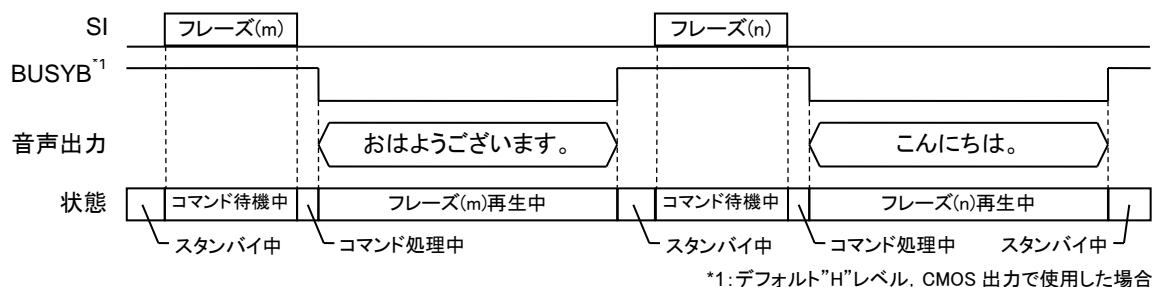 SI フレーズ(m) フレーズ(n)
BUSYB*1
音声出力 おはようございます。 こんにちは。
状態 コマンド待機中 フレーズ(m)再生中 コマンド待機中 フレーズ(n)再生中
スタンバイ中 コマンド処理中 スタンバイ中 コマンド処理中 スタンバイ中
*1:デフォルト”H”レベル, CMOS 出力で使用した場合